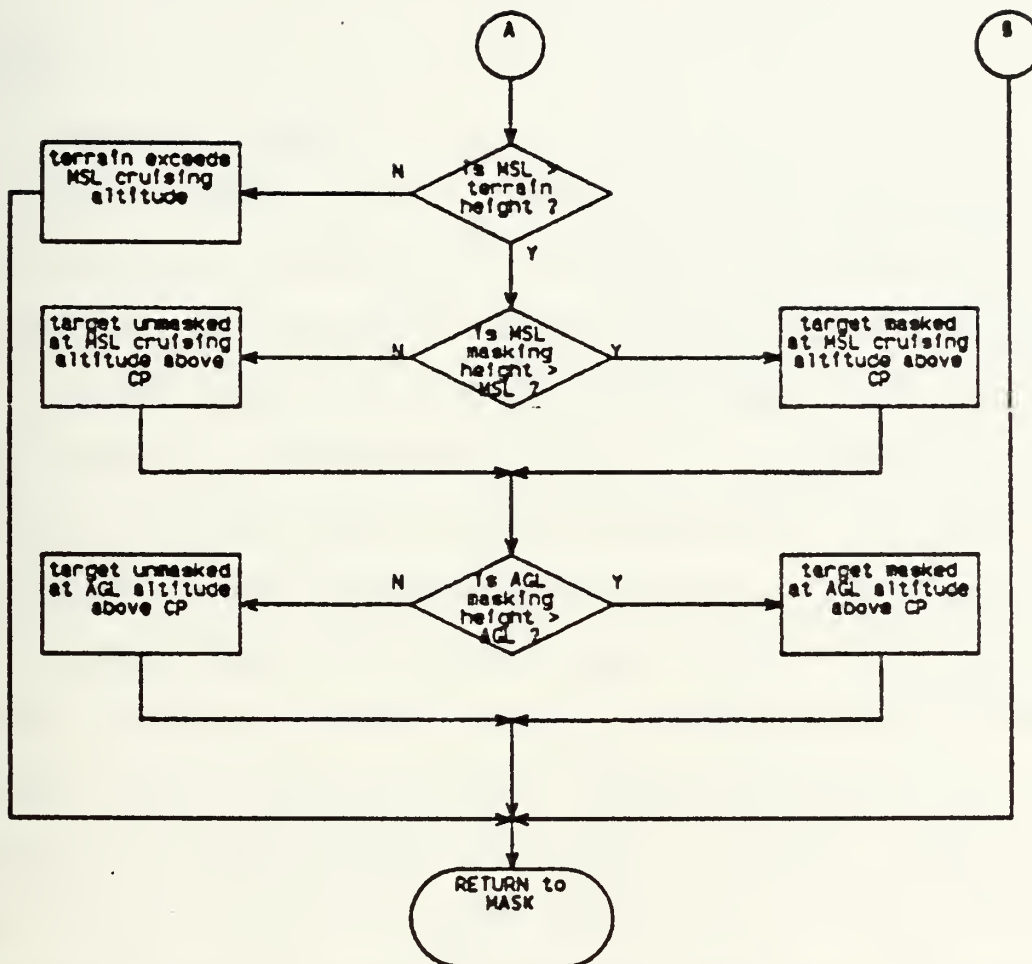 A
B
terrain exceeds
MSL cruising
altitude
N
is MSL >
terrain
height ?
Y
target unmasked
at MSL cruising
altitude above
CP
N
is MSL
masking
height >
MSL ?
Y
target masked
at MSL cruising
altitude above
CP
target unmasked
at AGL altitude
above CP
N
is AGL
masking
height >
AGL ?
Y
target masked
at AGL altitude
above CP
RETURN to
MASK